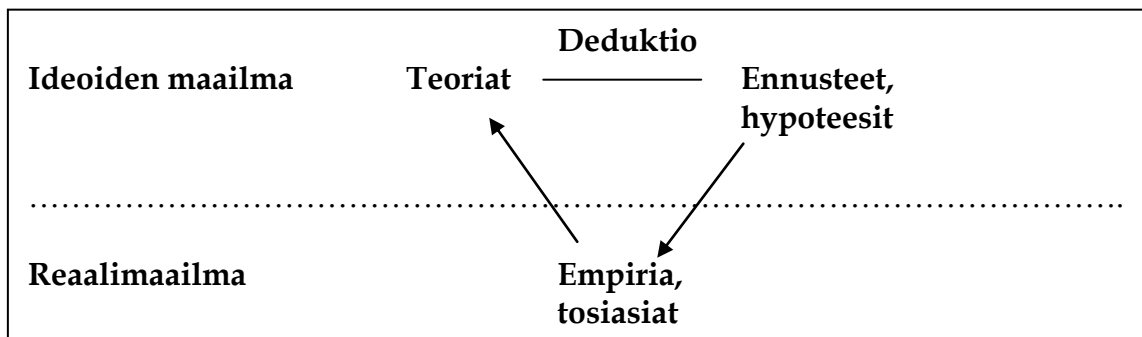 Deduktio
Ideoiden maailma Teoriat Ennusteet,
hypoteesit
Reaalimaailma Empiria,
tosiasiat